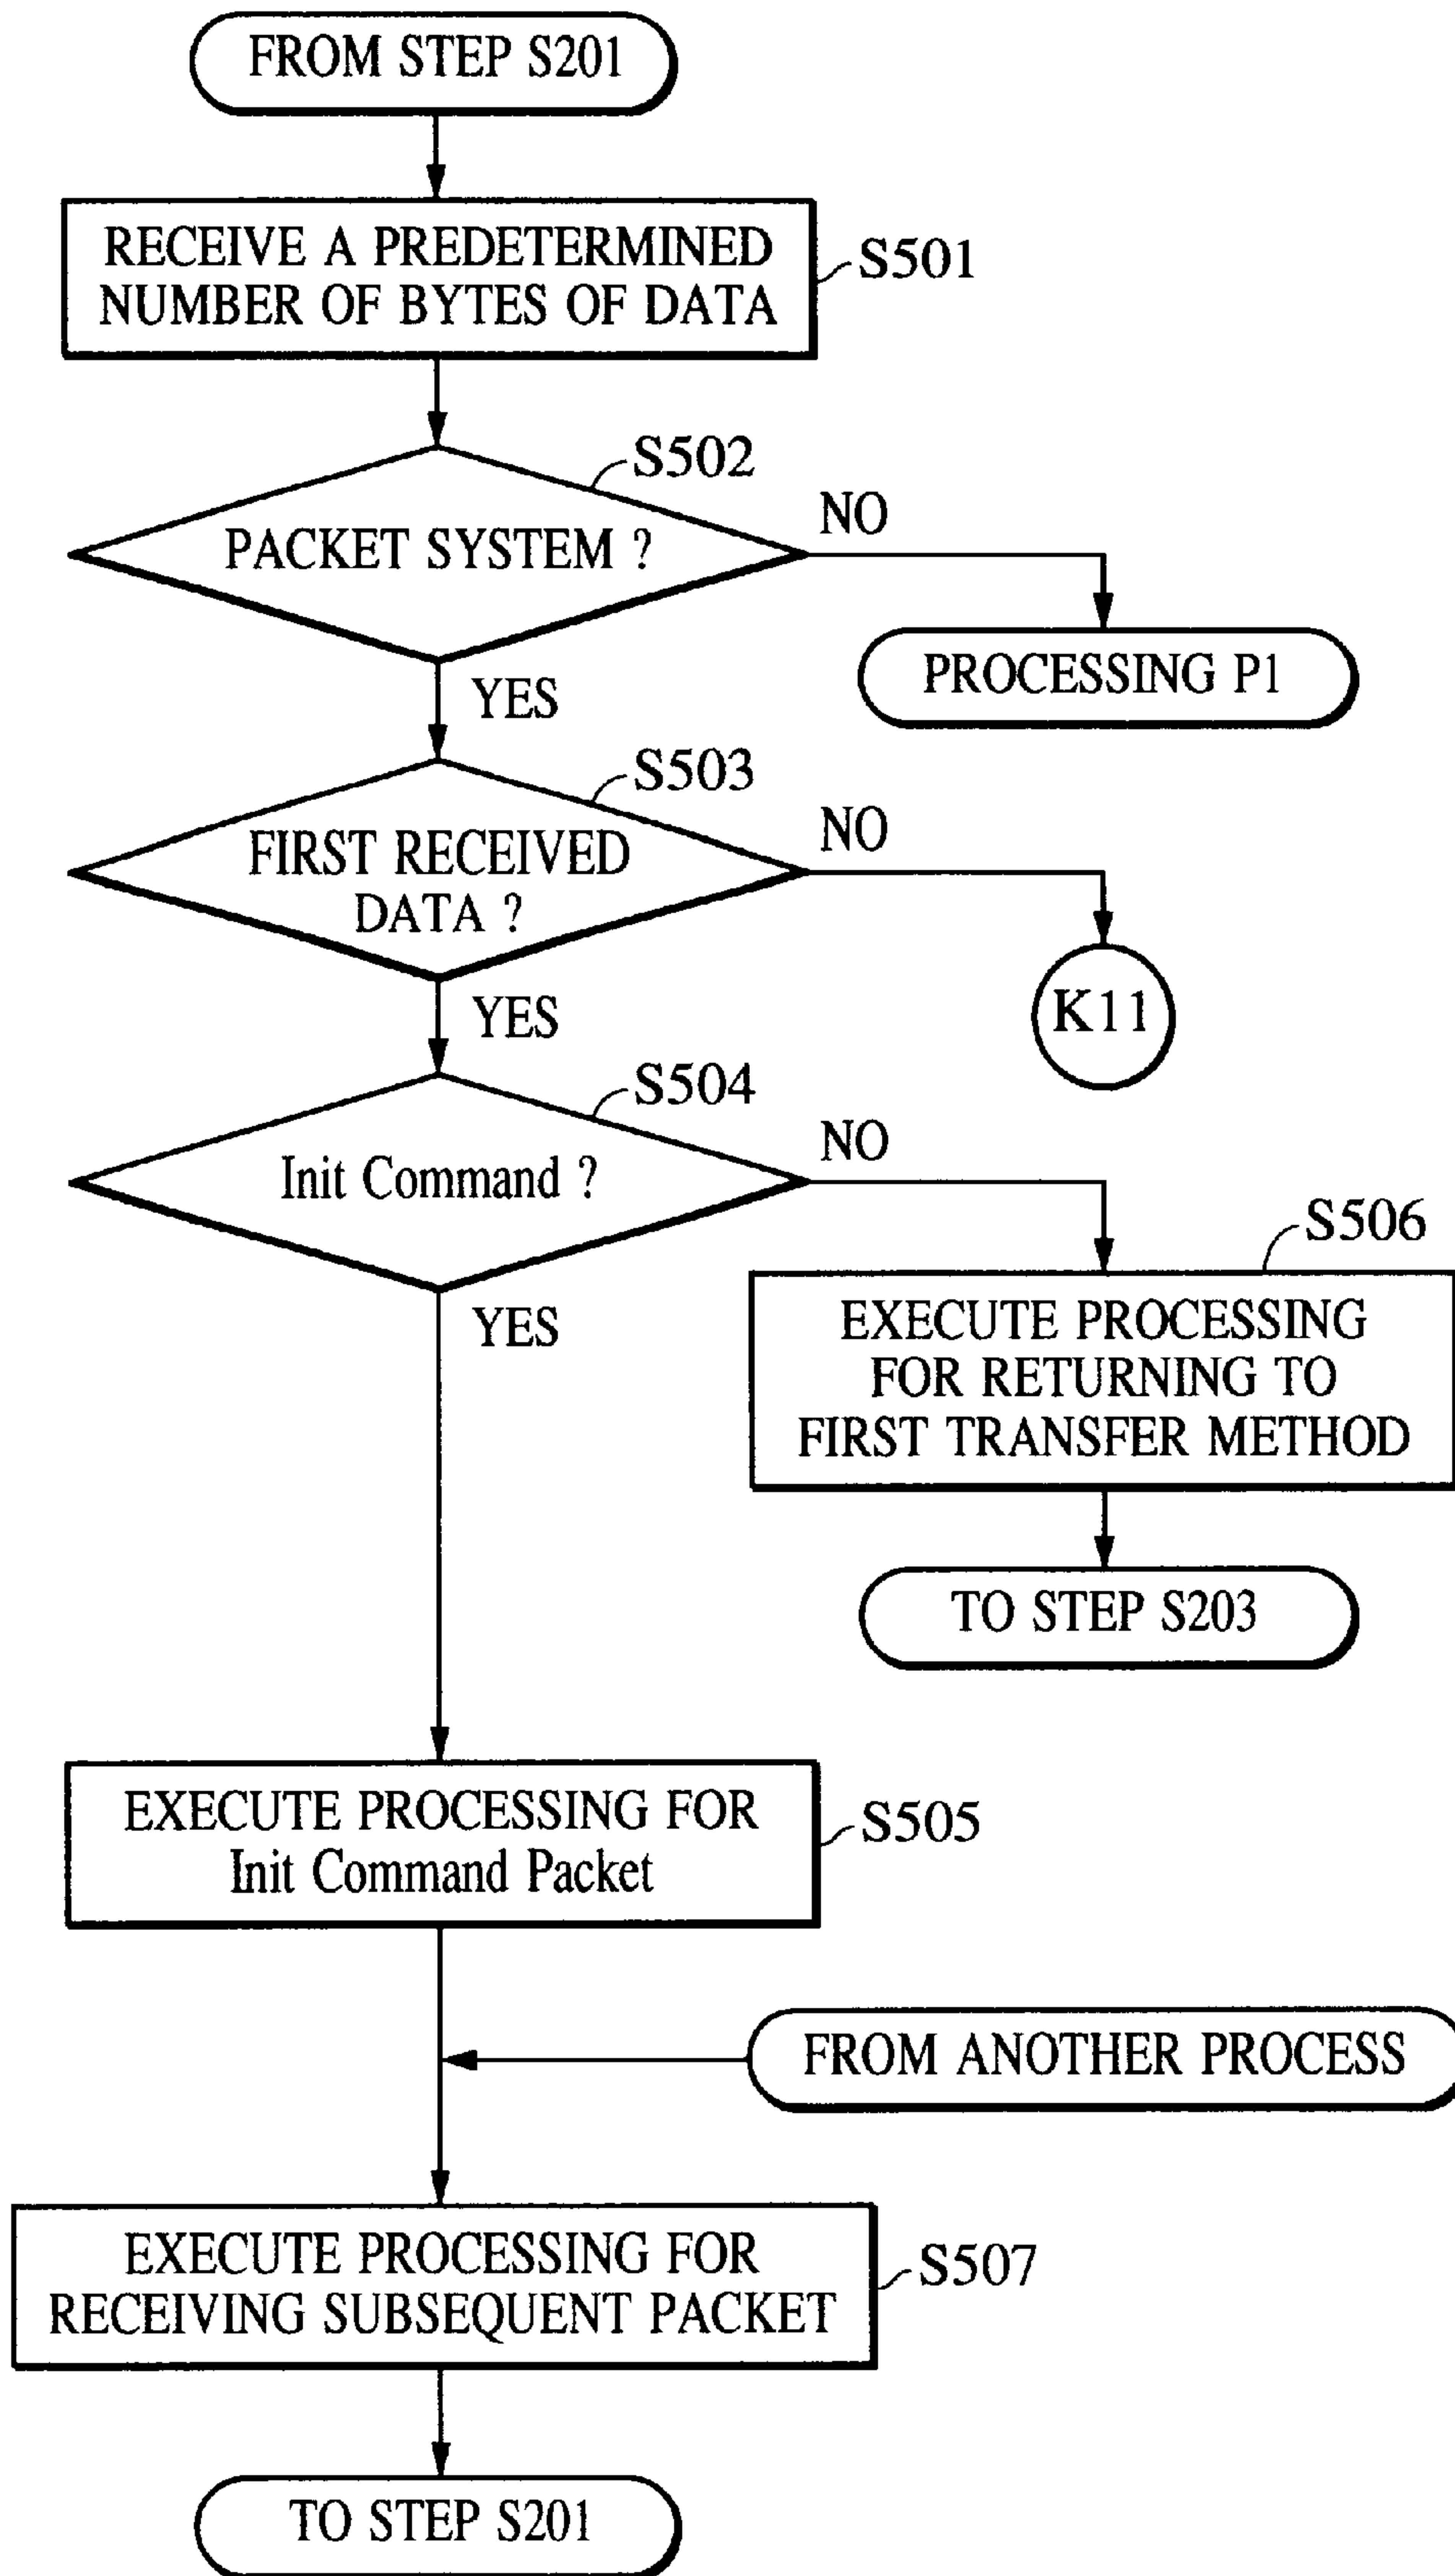 FROM STEP S201
RECEIVE A PREDETERMINED
NUMBER OF BYTES OF DATA
S501
S502
PACKET SYSTEM ?
NO
PROCESSING P1
YES
S503
FIRST RECEIVED
DATA ?
NO
K11
YES
S504
Init Command ?
NO
S506
EXECUTE PROCESSING
FOR RETURNING TO
FIRST TRANSFER METHOD
TO STEP S203
YES
EXECUTE PROCESSING FOR
Init Command Packet
S505
FROM ANOTHER PROCESS
EXECUTE PROCESSING FOR
RECEIVING SUBSEQUENT PACKET
S507
TO STEP S201